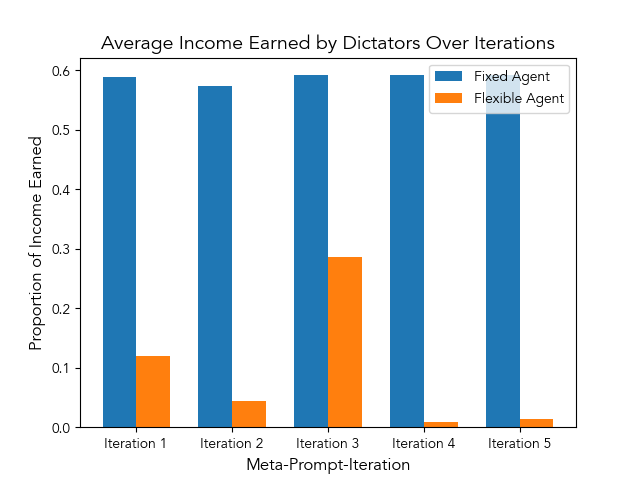 Average Income Earned by Dictators Over Iterations
Fixed Agent
Flexible Agent
Proportion of Income Earned
0.6
0.5
0.4
0.3
0.2
0.1
0.0
Iteration 1 Iteration 2 Iteration 3 Iteration 4 Iteration 5
Meta-Prompt-Iteration